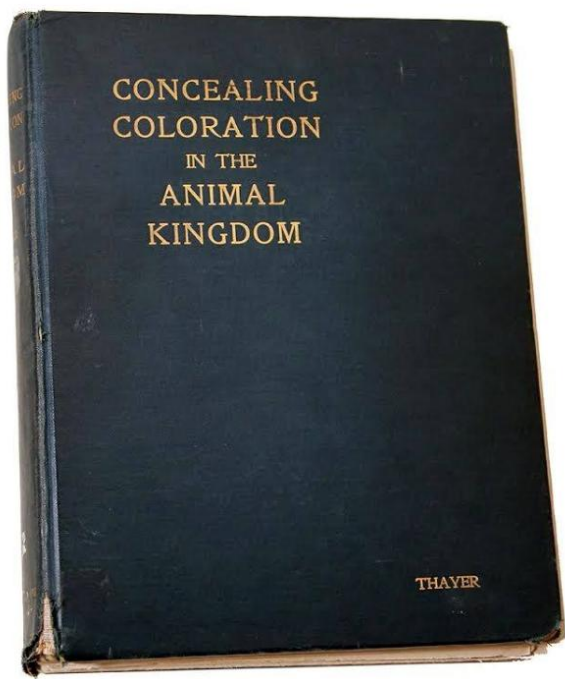 CONCEALING
COLORATION
IN THE
ANIMAL
KINGDOM
THAYER